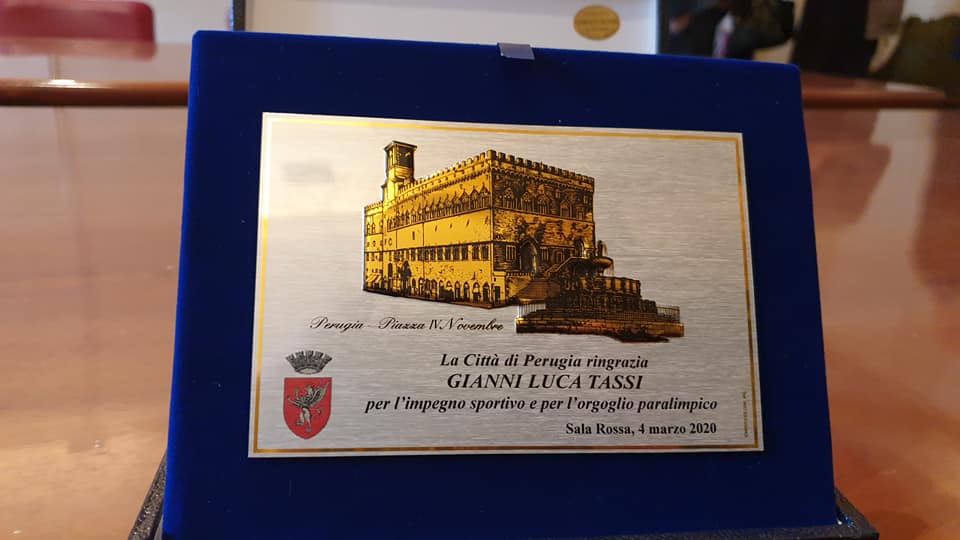 Perugia - Piazza IV Novembre
La Città di Perugia ringrazia
GIANNI LUCA TASSI
per l'impegno sportivo e per l'orgoglio paralimpico
Sala Rossa, 4 marzo 2020